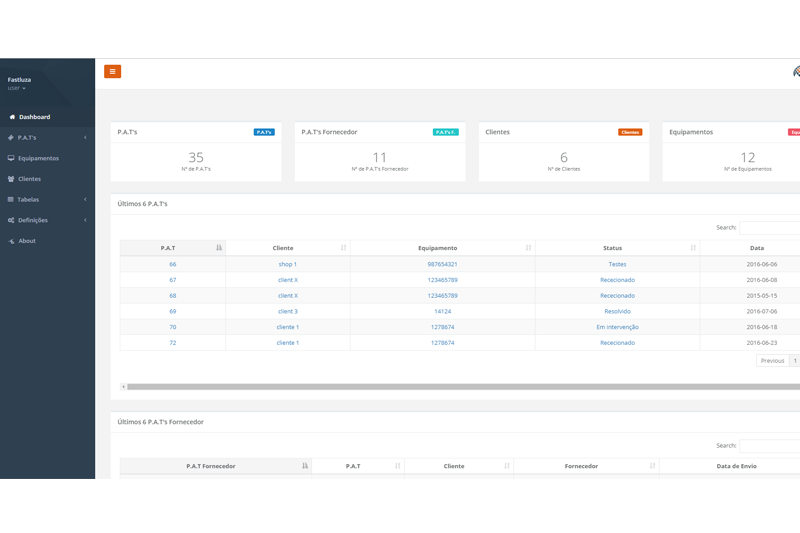 Fastluza
user
Dashboard
P.A.T's
Equipamentos
Clientes
Tabelas
Definições
About
P.A.T's P.A.T's
35
Nº de P.A.T's
P.A.T's Fornecedor P.A.T's F.
11
Nº de P.A.T's Fornecedor
Clientes Clientes
6
Nº de Clientes
Equipamentos Equi
12
Nº de Equipamentos
Últimos 6 P.A.T's
Search:
P.A.T Cliente Equipamento Status Data
66 shop 1 987654321 Testes 2016-06-06
67 client X 123465789 Rececionado 2016-06-08
68 client X 123465789 Rececionado 2015-05-15
69 client 3 14124 Resolvido 2016-07-06
70 cliente 1 1278674 Em intervenção 2016-06-18
72 cliente 1 1278674 Rececionado 2016-06-23
Previous 1
Últimos 6 P.A.T's Fornecedor
Search:
P.A.T Fornecedor P.A.T Cliente Fornecedor Data de Envio